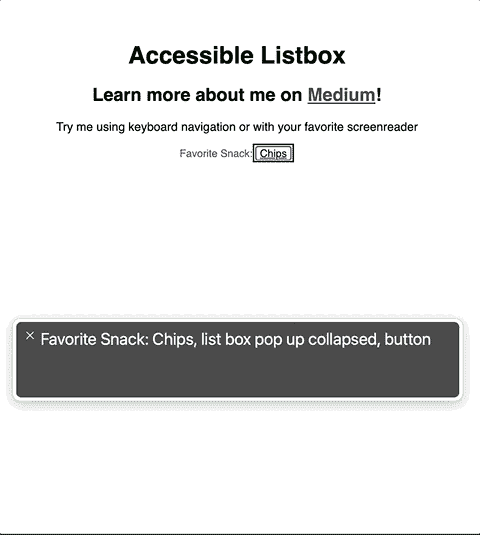 Accessible Listbox
Learn more about me on Medium!
Try me using keyboard navigation or with your favorite screenreader
Favorite Snack: Chips
× Favorite Snack: Chips, list box pop up collapsed, button